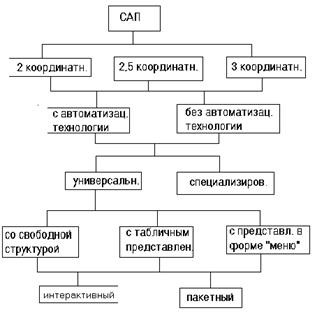 САП
2 координатн.
2,5 координатн.
3 координатн.
с автоматизац.
технологии
без автоматизац.
технологии
универсальн.
специализиров.
со свободной
структурой
с табличным
представлен.
с представл. в
форме "меню"
интерактивный
пакетный